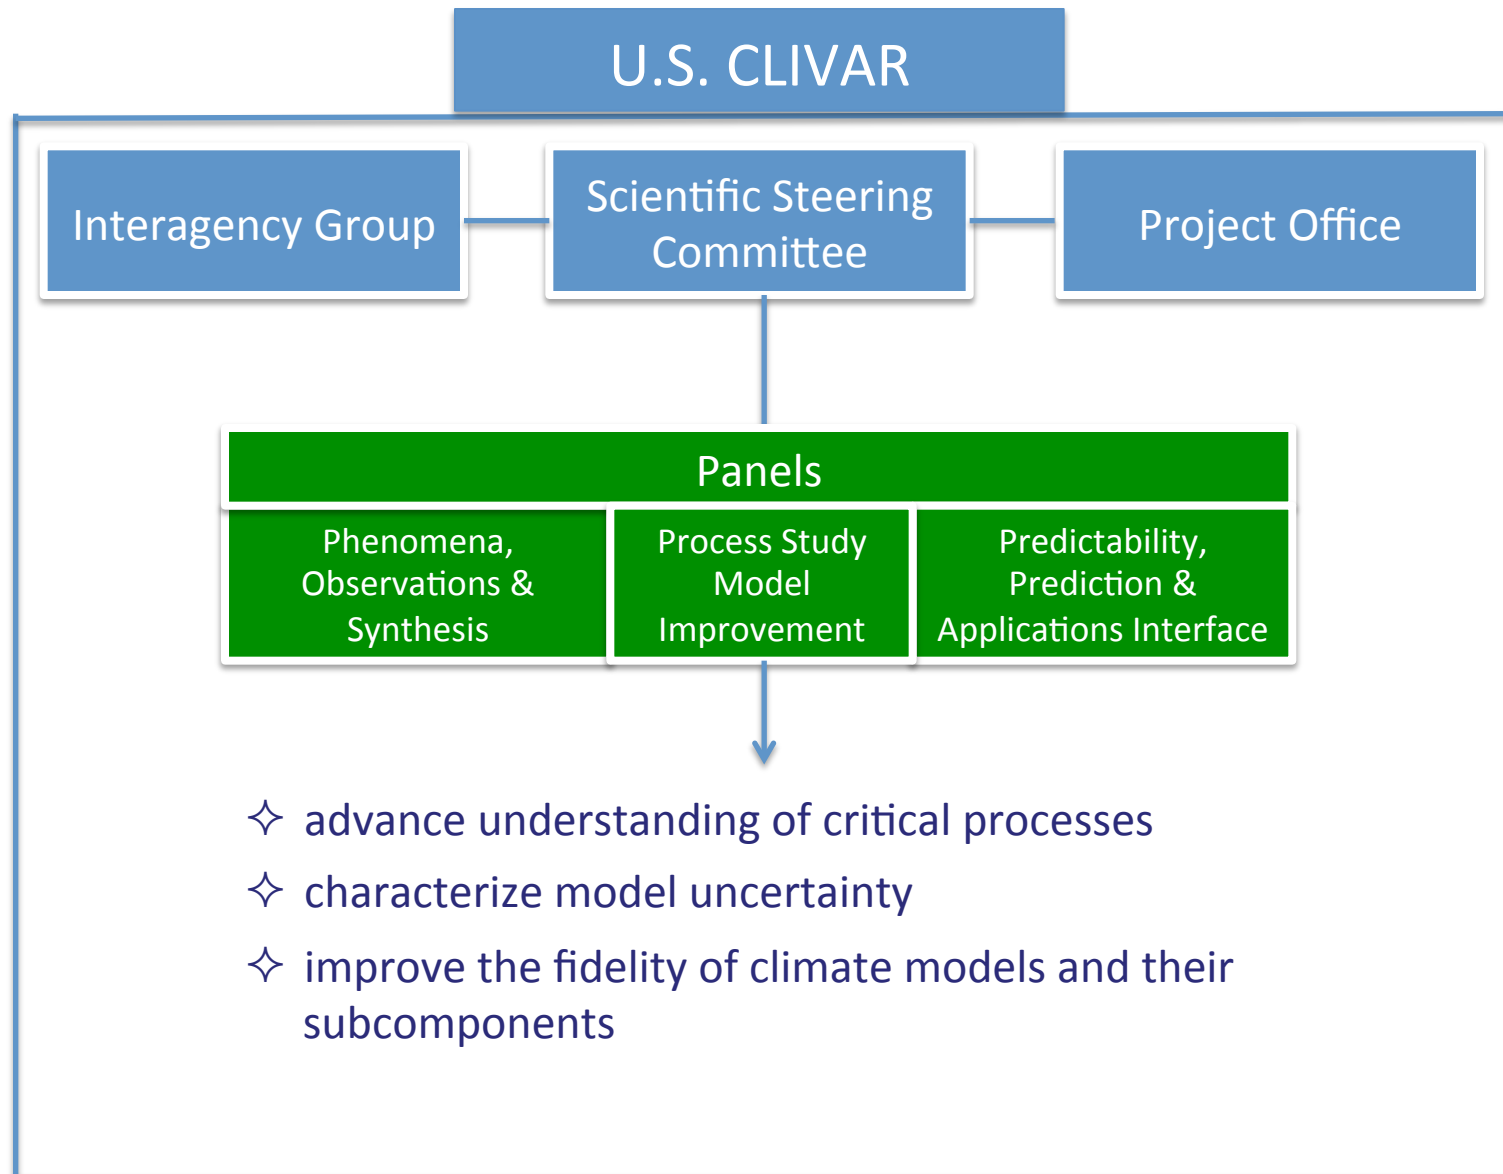 U.S. CLIVAR
Interagency Group
Scientific Steering
Committee
Project Office
Panels
Phenomena,
Observations &
Synthesis
Process Study
Model
Improvement
Predictability,
Prediction &
Applications Interface
✧ advance understanding of critical processes
✧ characterize model uncertainty
✧ improve the fidelity of climate models and their
subcomponents